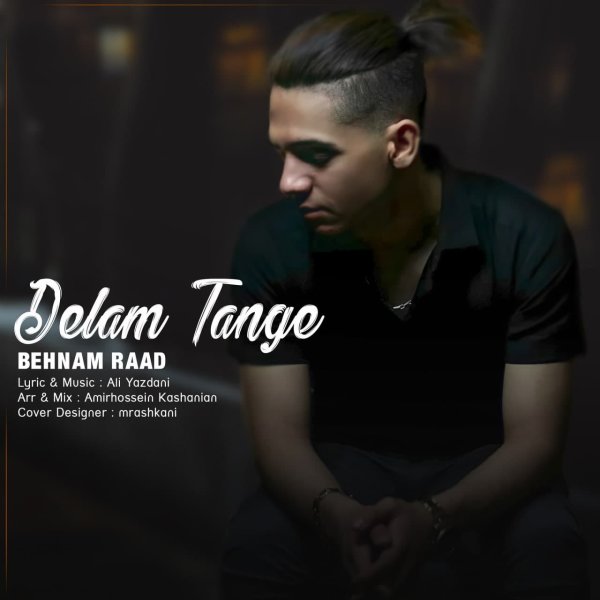 Delam Tange
BEHNAM RAAD
Lyric & Music : Ali Yazdani
Arr & Mix : Amirhossein Kashanian
Cover Designer : mrashkani